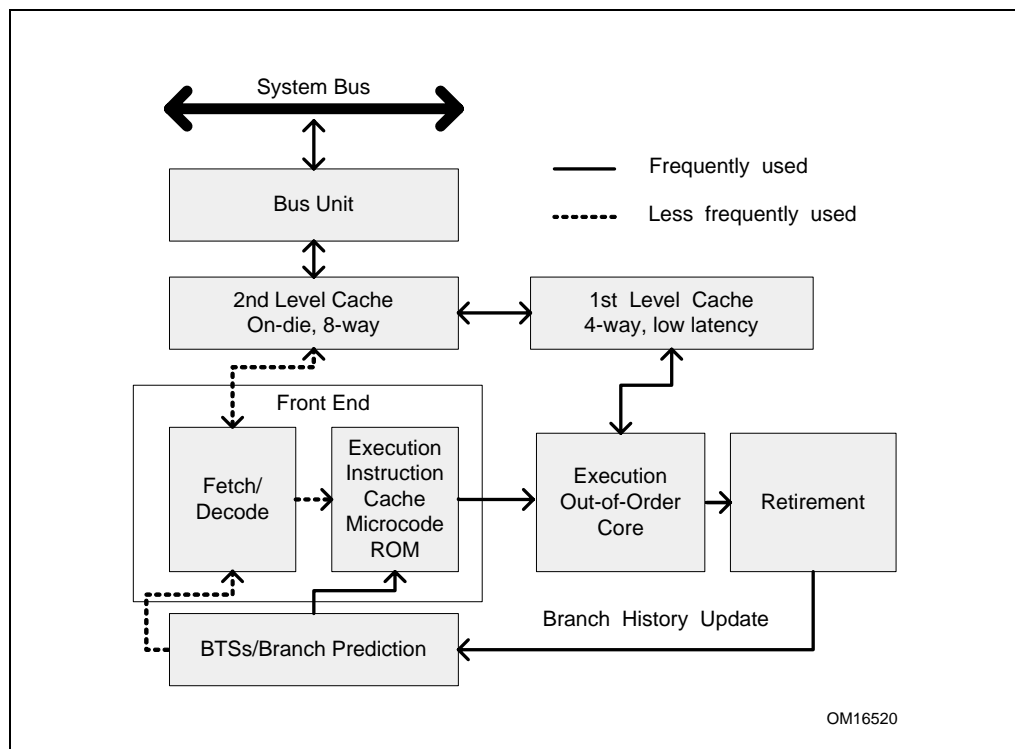 System Bus
Frequently used
Bus Unit
Less frequently used
2nd Level Cache
On-die, 8-way
1st Level Cache
4-way, low latency
Front End
Fetch/
Decode
Execution
Instruction
Cache
Microcode
ROM
Execution
Out-of-Order
Core
Retirement
Branch History Update
BTSs/Branch Prediction
OM16520